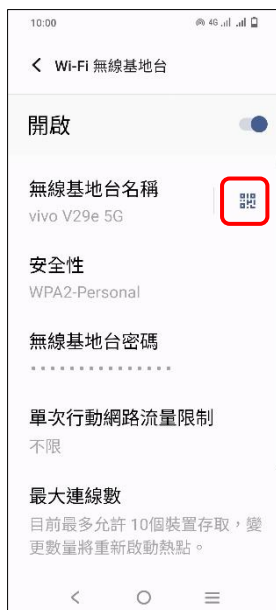 10:00 4G
Wi-Fi 無線基地台
開啟
無線基地台名稱
vivo V29e 5G
安全性
WPA2-Personal
無線基地台密碼
單次行動網路流量限制
不限
最大連線數
目前最多允許 10個裝置存取，變
更數量將重新啟動熱點。